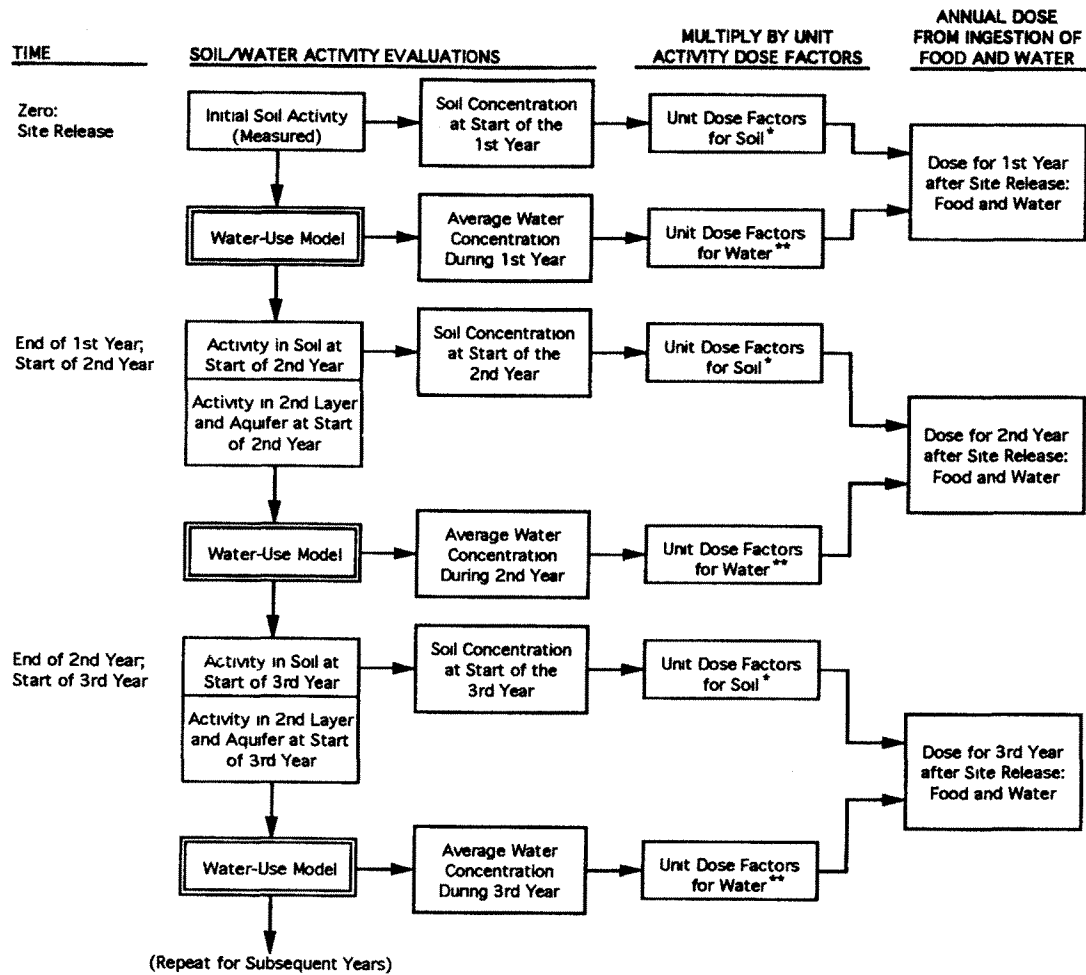 TIME
SOIL/WATER ACTIVITY EVALUATIONS
MULTIPLY BY UNIT
ACTIVITY DOSE FACTORS
ANNUAL DOSE
FROM INGESTION OF
FOOD AND WATER
Zero:
Site Release
Initial Soil Activity
(Measured)
Soil Concentration
at Start of the
1st Year
Unit Dose Factors
for Soil*
Dose for 1st Year
after Site Release:
Food and Water
Water-Use Model
Average Water
Concentration
During 1st Year
Unit Dose Factors
for Water**
End of 1st Year;
Start of 2nd Year
Activity in Soil at
Start of 2nd Year
Soil Concentration
at Start of the
2nd Year
Unit Dose Factors
for Soil*
Activity in 2nd Layer
and Aquifer at Start
of 2nd Year
Dose for 2nd Year
after Site Release:
Food and Water
Water-Use Model
Average Water
Concentration
During 2nd Year
Unit Dose Factors
for Water**
End of 2nd Year;
Start of 3rd Year
Activity in Soil at
Start of 3rd Year
Soil Concentration
at Start of the
3rd Year
Unit Dose Factors
for Soil*
Activity in 2nd Layer
and Aquifer at Start
of 3rd Year
Dose for 3rd Year
after Site Release:
Food and Water
Water-Use Model
Average Water
Concentration
During 3rd Year
Unit Dose Factors
for Water**
(Repeat for Subsequent Years)